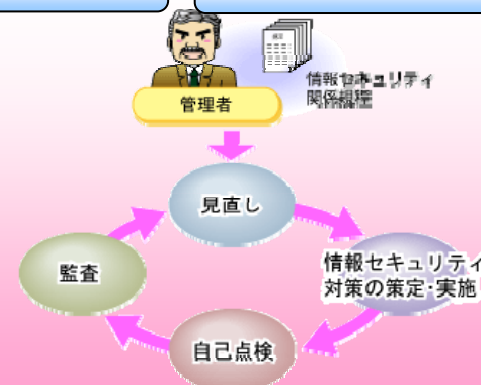 情報セキュリティ
関係規程
管理者
見直し
情報セキュリティ
対策の策定･実施
監査
自己点検